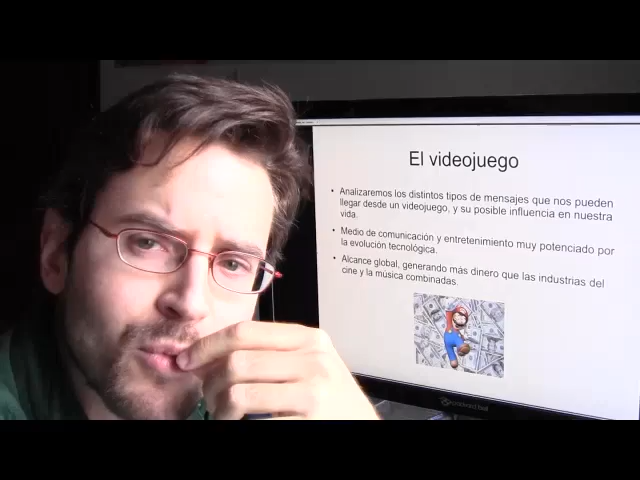 El videojuego
• Analizaremos los distintos tipos de mensajes que nos pueden
llegar desde un videojuego, y su posible influencia en nuestra
vida.
• Medio de comunicación y entretenimiento muy potenciado por
la evolución tecnológica.
• Alcance global, generando más dinero que las industrias del
cine y la música combinadas.